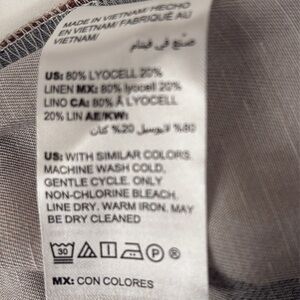 MADE IN VIETNAM/ HECHO
EN VIETNAM/ FABRIQUÉ AU
VIETNAM/
صنع في فيتنام
US: 80% LYOCELL 20%
LINEN MX: 80% lyocell 20%
LINO CA: 80% Â LYOCELL
20% LIN AE/KW:
80% لايوسيل 20% كتان
US: WITH SIMILAR COLORS.
MACHINE WASH COLD,
GENTLE CYCLE. ONLY
NON-CHLORINE BLEACH.
LINE DRY. WARM IRON. MAY
BE DRY CLEANED
30 P ®
MX: CON COLORES